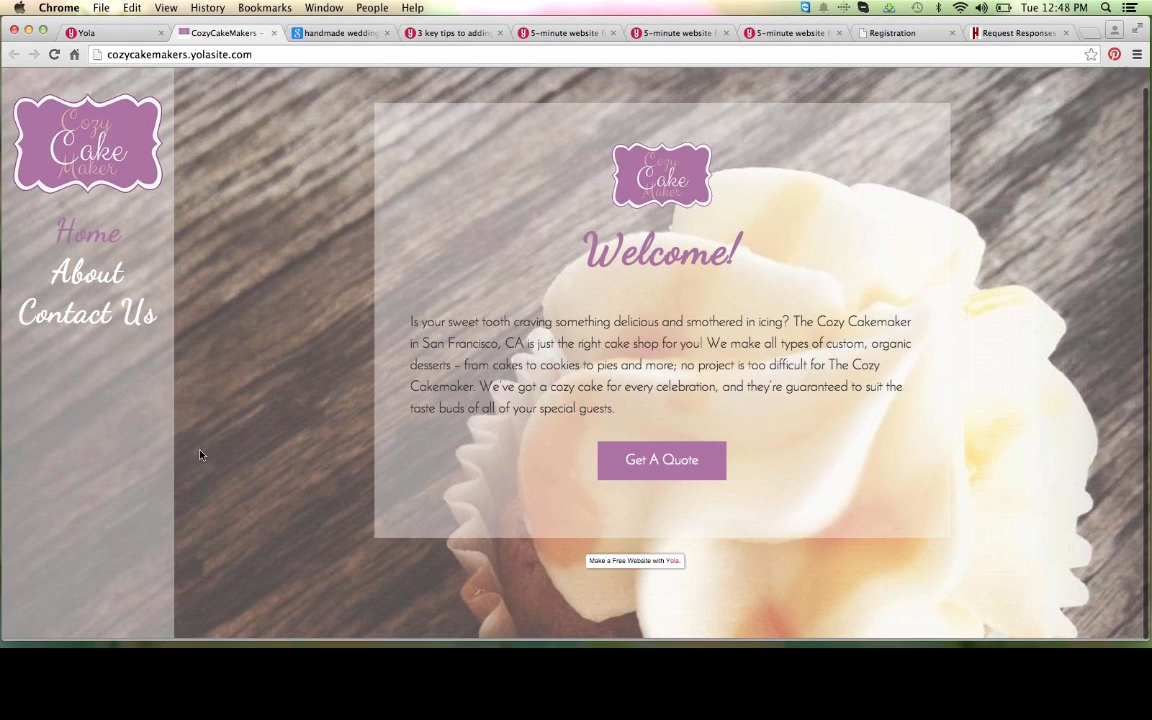 Chrome File Edit View History Bookmarks Window People Help Tue 12:48 PM
Yola CozyCakeMakers - handmade wedding 3 key tips to adding 5-minute website f 5-minute website f 5-minute website f Registration Request Responses
cozycakemakers.yolasite.com
Cozy
Cake
Maker
Home
About
Contact Us
Cozy
Cake
Maker
Welcome!
Is your sweet tooth craving something delicious and smothered in icing? The Cozy Cakemaker
in San Francisco, CA is just the right cake shop for you! We make all types of custom, organic
desserts – from cakes to cookies to pies and more; no project is too difficult for The Cozy
Cakemaker. We've got a cozy cake for every celebration, and they're guaranteed to suit the
taste buds of all of your special guests.
Get A Quote
Make a Free Website with Yola.